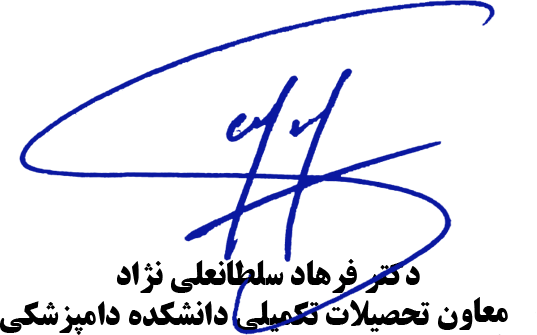 دکتر فرهاد سلطانعلی نژاد
معاون تحصیلات تکمیلی دانشکده دامپزشکی